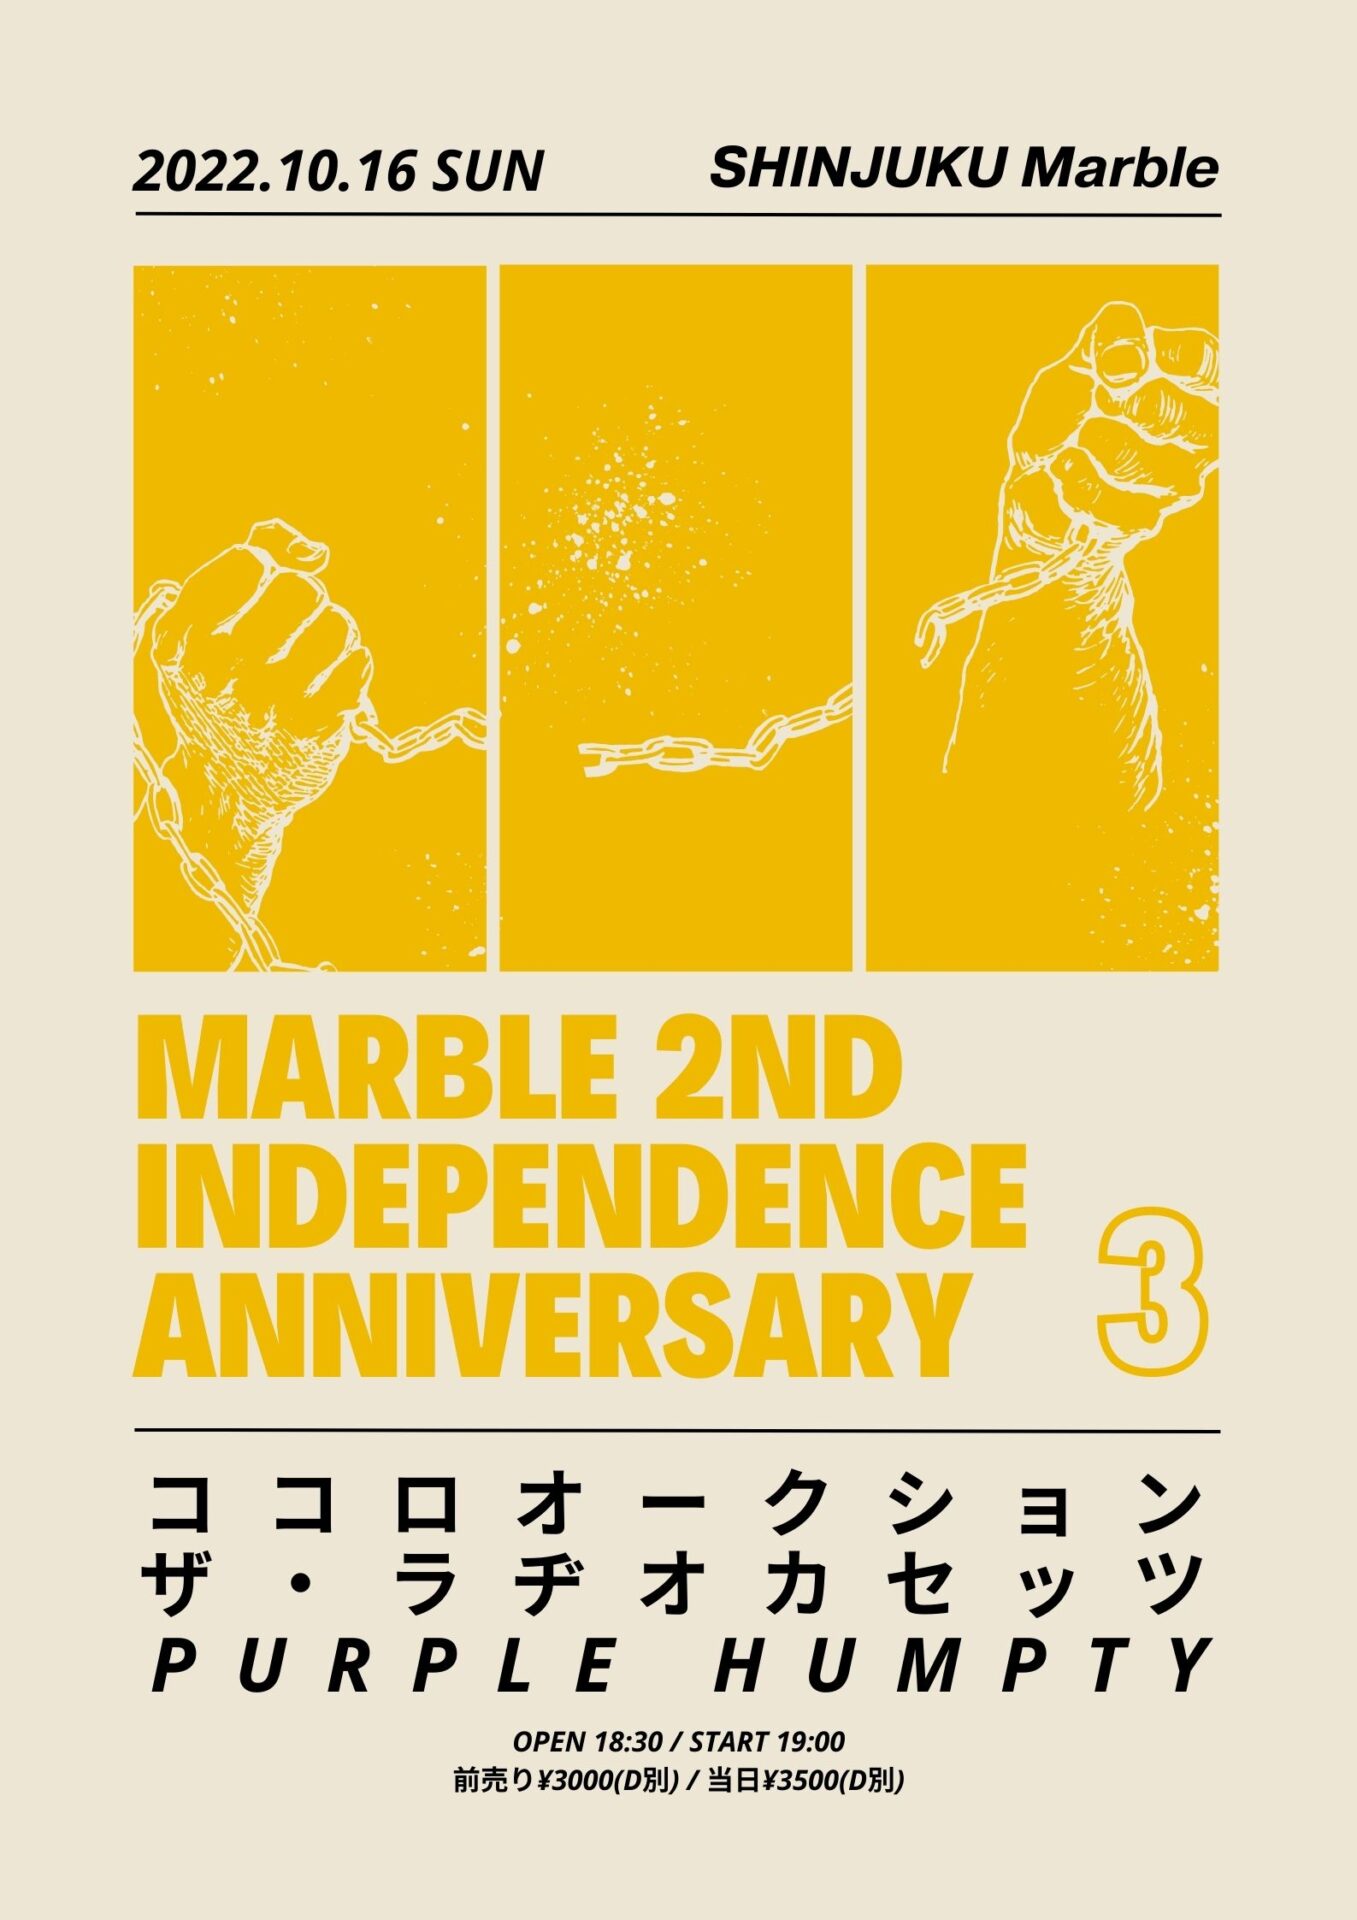 2022.10.16 SUN
SHINJUKU Marble
MARBLE 2ND
INDEPENDENCE
ANNIVERSARY
3
ココロオークション
ザ・ラヂオカセッツ
PURPLE HUMPTY
OPEN 18:30 / START 19:00
前売り¥3000(D別) / 当日¥3500(D別)